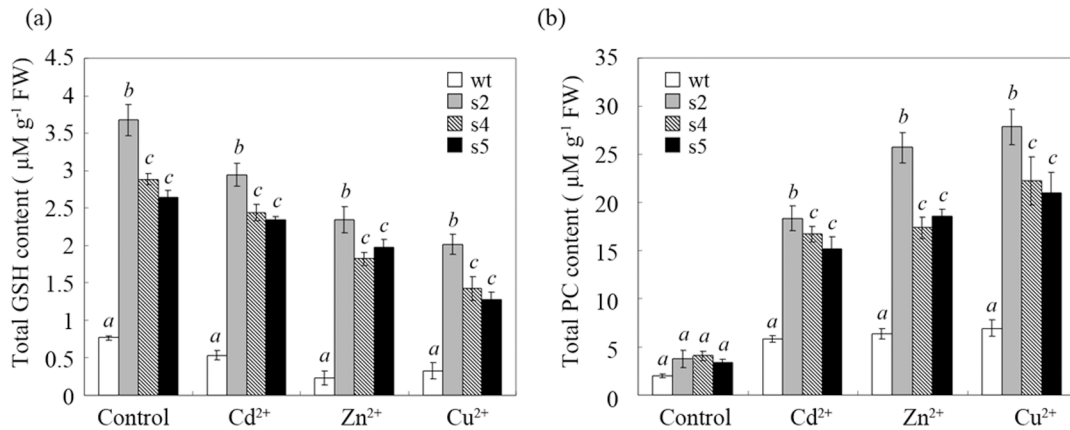 (a)
Total GSH content ( μM g⁻¹ FW )
4.5
4
3.5
3
2.5
2
1.5
1
0.5
0
wt
s2
s4
s5
a b c c
a b c c
a b c c
a b c c
Control Cd²⁺ Zn²⁺ Cu²⁺
(b)
Total PC content ( μM g⁻¹ FW )
35
30
25
20
15
10
5
0
wt
s2
s4
s5
a a a a
a b c c
a b c c
a b c c
Control Cd²⁺ Zn²⁺ Cu²⁺